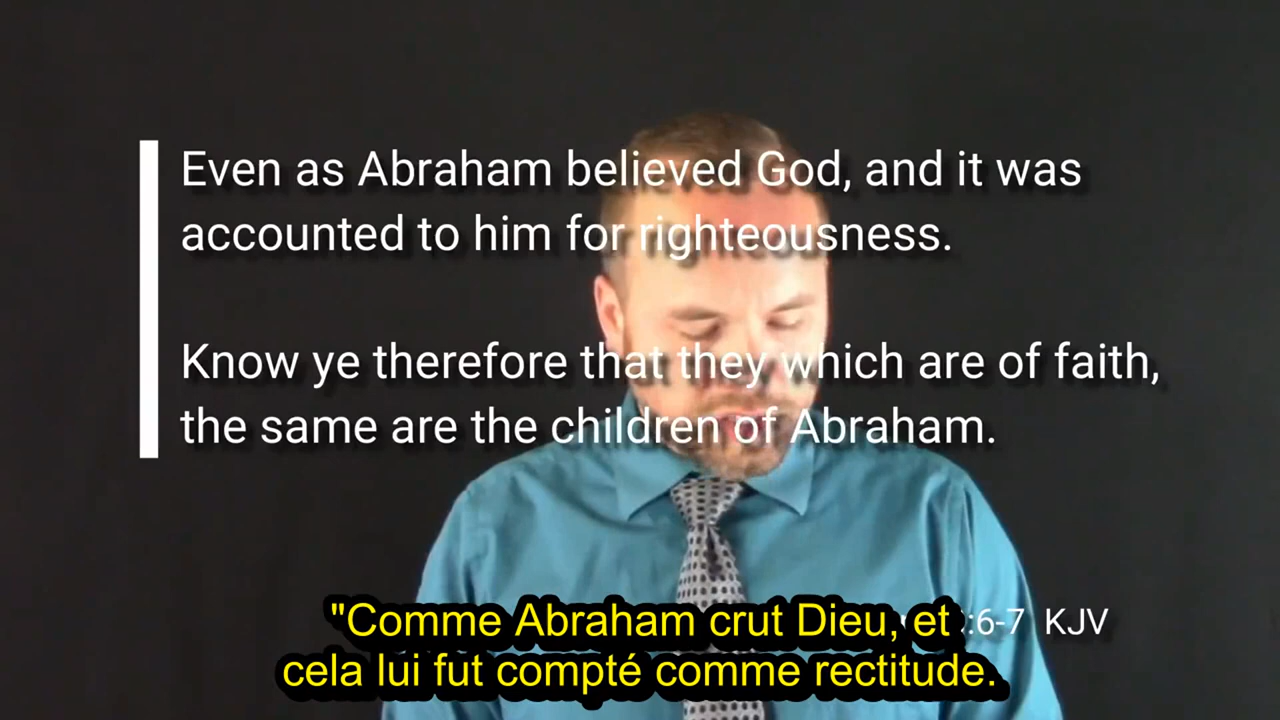 Even as Abraham believed God, and it was
accounted to him for righteousness.
Know ye therefore that they which are of faith,
the same are the children of Abraham.
:6-7 KJV
"Comme Abraham crut Dieu, et
cela lui fut compté comme rectitude.